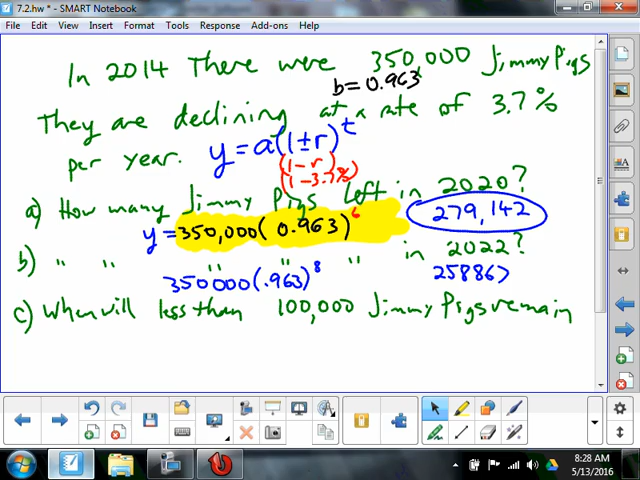 7.2.hw * - SMART Notebook
File Edit View Insert Format Tools Add-ons Response Help
In 2014 There were 350,000 Jimmy Pigs
b = 0.963
They are declining at a rate of 3.7%
per year. y = a(1±r)^t
(1 - r)
(1 - 3.7%)
a) How many Jimmy Pigs left in 2020?
y = 350,000(0.963)^6 279,142
b) " " " " " in 2022?
350000(.963)^8 258867
c) When will less than 100,000 Jimmy Pigs remain
8:28 AM
5/13/2016